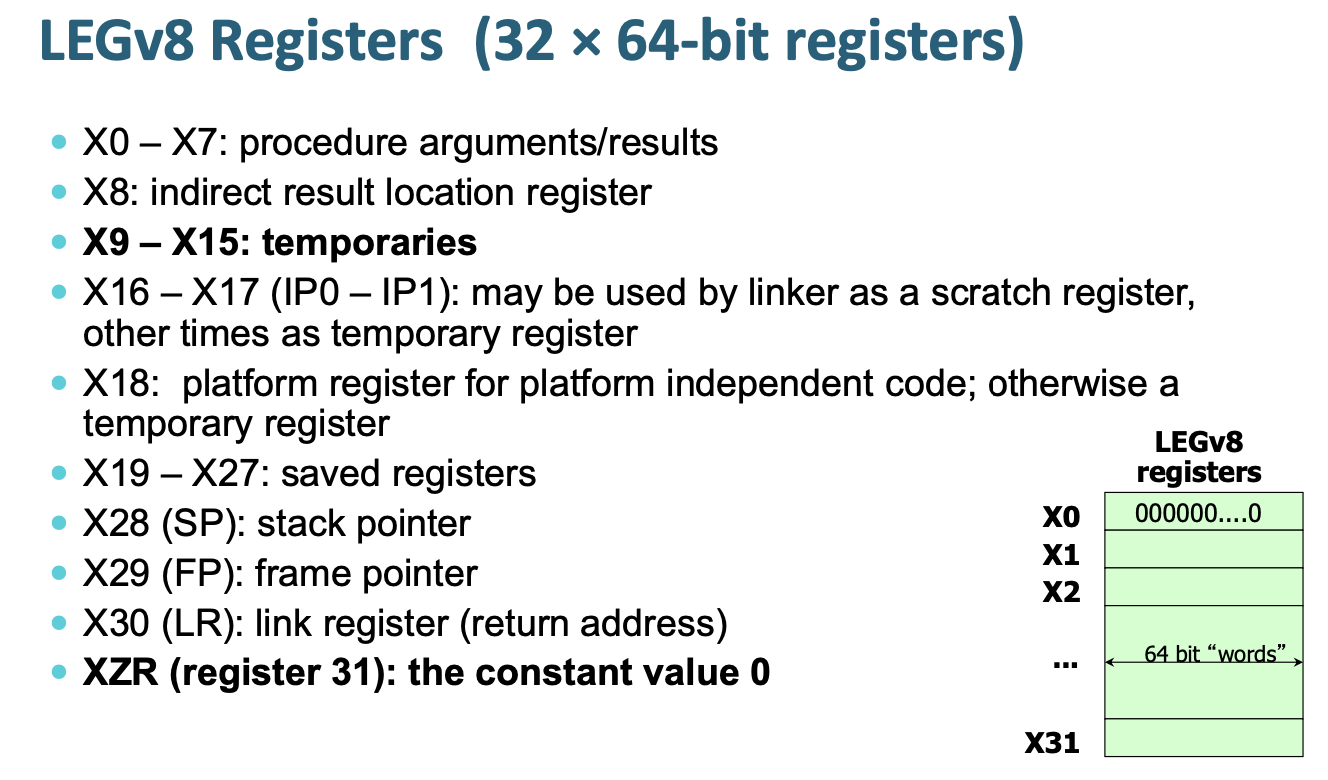 LEGv8 Registers (32 × 64-bit registers)
• X0 – X7: procedure arguments/results
• X8: indirect result location register
• X9 – X15: temporaries
• X16 – X17 (IP0 – IP1): may be used by linker as a scratch register,
other times as temporary register
• X18:  platform register for platform independent code; otherwise a
temporary register
• X19 – X27: saved registers
• X28 (SP): stack pointer
• X29 (FP): frame pointer
• X30 (LR): link register (return address)
• XZR (register 31): the constant value 0
LEGv8
registers
X0 000000....0
X1
X2
... 64 bit “words”
X31